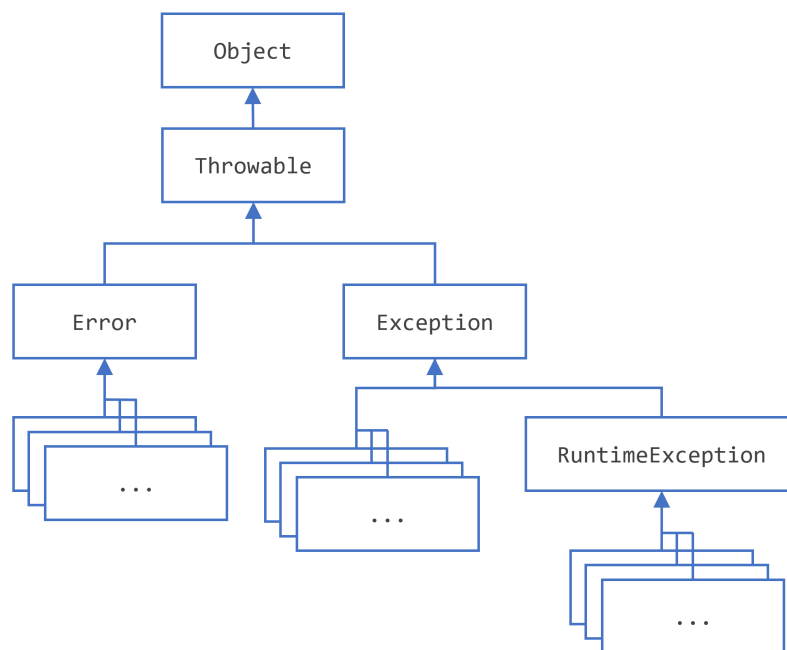 Object
Throwable
Error
Exception
RuntimeException
...
...
...